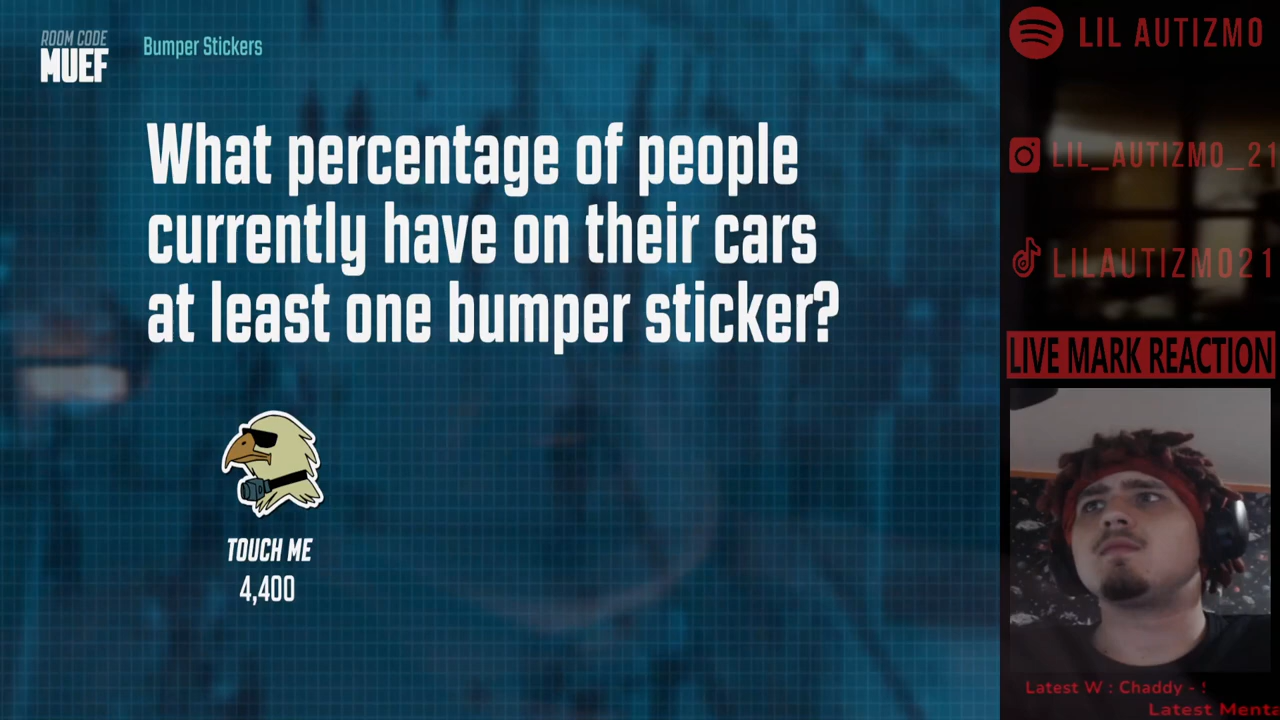 ROOM CODE
MUEF
Bumper Stickers
What percentage of people
currently have on their cars
at least one bumper sticker?
TOUCH ME
4,400
LIL AUTIZMO
LIL_AUTIZMO_21
LILAUTIZMO21
LIVE MARK REACTION
Latest W : Chaddy -
Latest